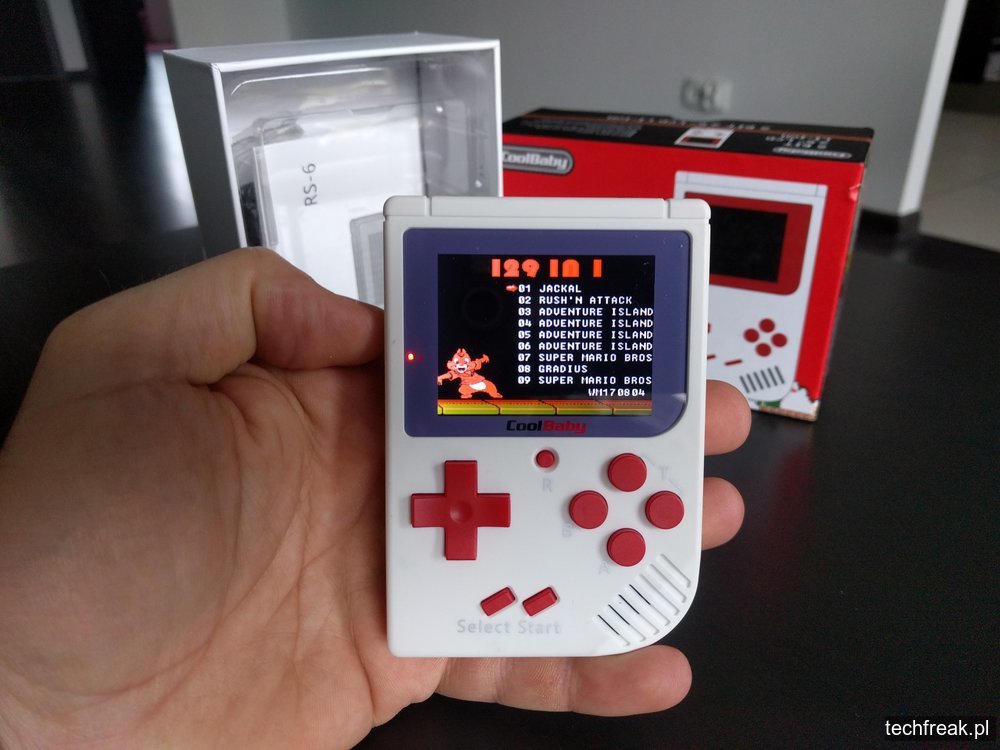 RS-6
CoolBaby
129 IN 1
01 JACKAL
02 RUSH'N ATTACK
03 ADVENTURE ISLAND
04 ADVENTURE ISLAND
05 ADVENTURE ISLAND
06 ADVENTURE ISLAND
07 SUPER MARIO BROS
08 GRADIUS
09 SUPER MARIO BROS
WM170804
CoolBaby
R
T
B
A
Select Start
techfreak.pl